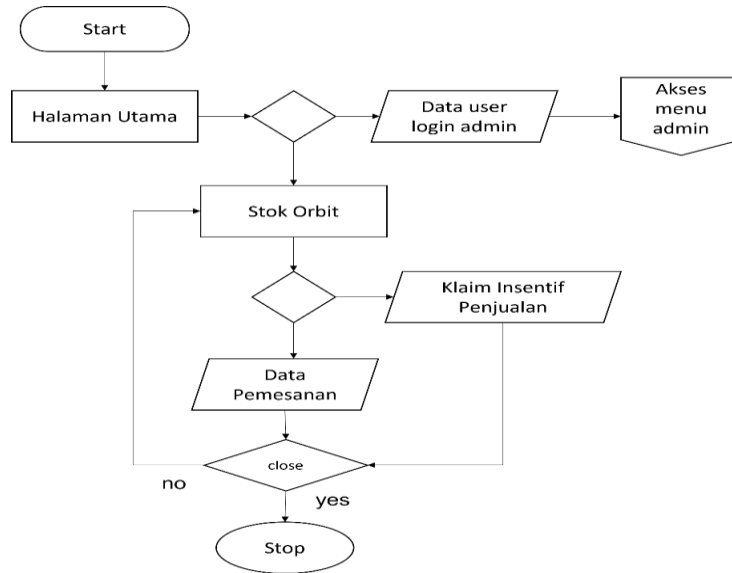 Start
Halaman Utama
Data user
login admin
Akses
menu
admin
Stok Orbit
Klaim Insentif
Penjualan
Data
Pemesanan
close
no
yes
Stop